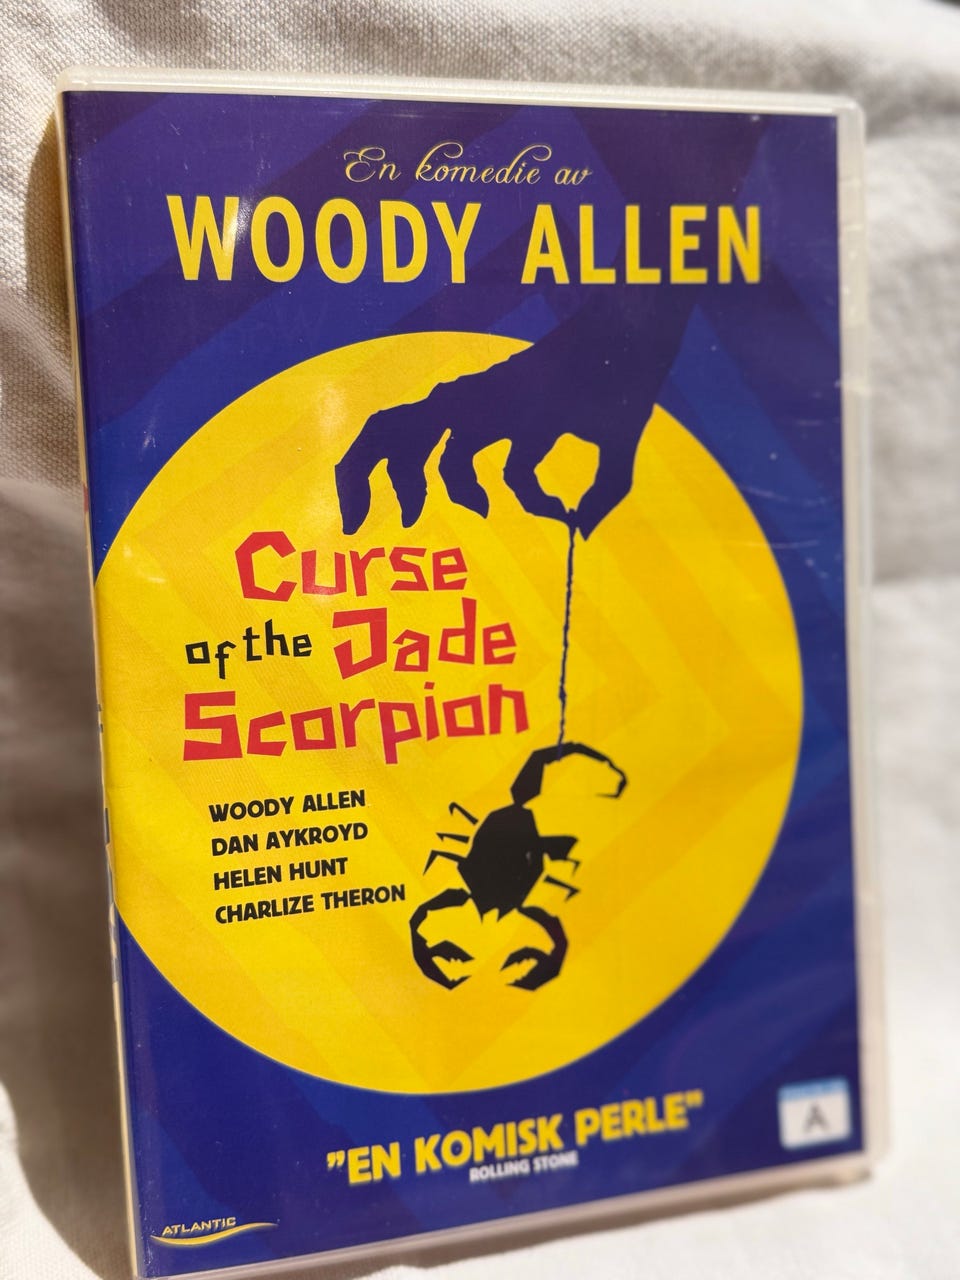 En komedie av
WOODY ALLEN
Curse
of the Jade
Scorpion
WOODY ALLEN
DAN AYKROYD
HELEN HUNT
CHARLIZE THERON
"EN KOMISK PERLE"
ROLLING STONE
A
ATLANTIC